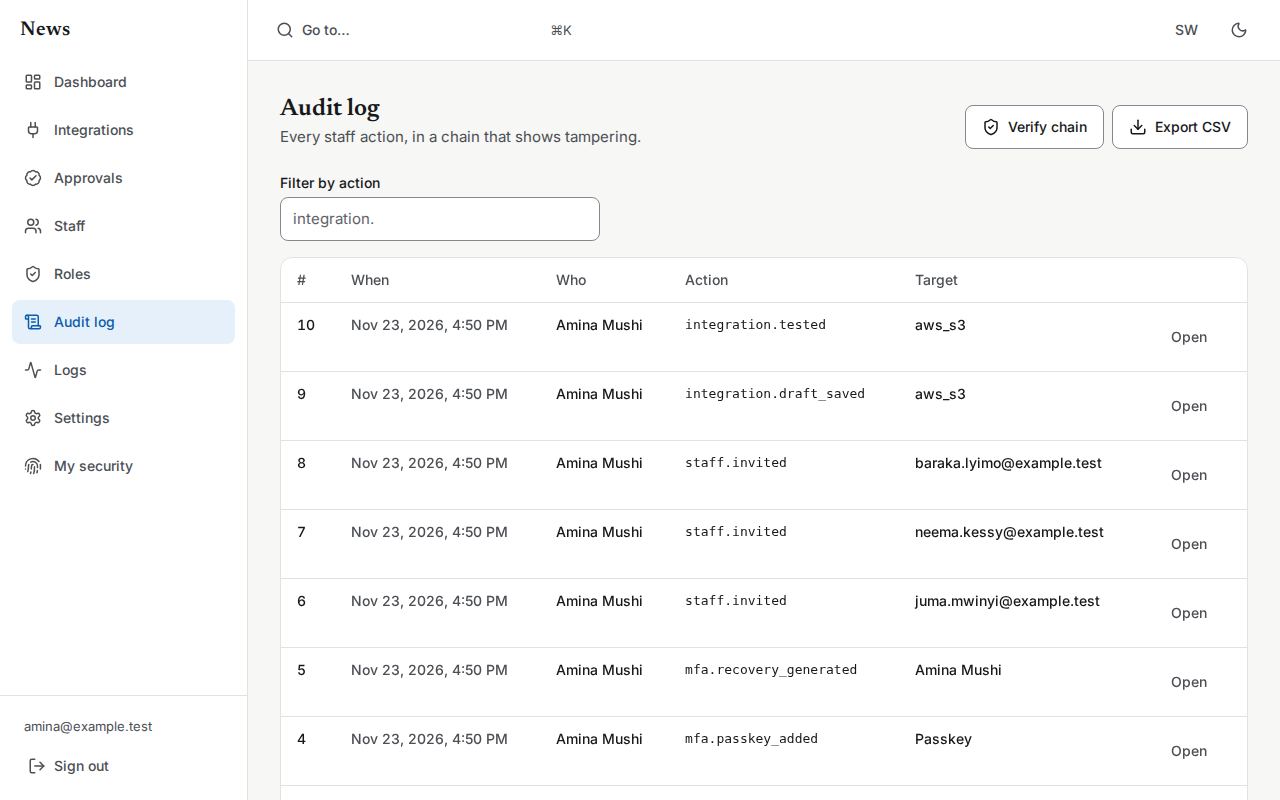 News
Go to...
⌘K
SW
Dashboard
Integrations
Approvals
Staff
Roles
Audit log
Logs
Settings
My security
amina@example.test
Sign out
Audit log
Every staff action, in a chain that shows tampering.
Verify chain
Export CSV
Filter by action
integration.
# When Who Action Target
10 Nov 23, 2026, 4:50 PM Amina Mushi integration.tested aws_s3 Open
9 Nov 23, 2026, 4:50 PM Amina Mushi integration.draft_saved aws_s3 Open
8 Nov 23, 2026, 4:50 PM Amina Mushi staff.invited baraka.lyimo@example.test Open
7 Nov 23, 2026, 4:50 PM Amina Mushi staff.invited neema.kessy@example.test Open
6 Nov 23, 2026, 4:50 PM Amina Mushi staff.invited juma.mwinyi@example.test Open
5 Nov 23, 2026, 4:50 PM Amina Mushi mfa.recovery_generated Amina Mushi Open
4 Nov 23, 2026, 4:50 PM Amina Mushi mfa.passkey_added Passkey Open